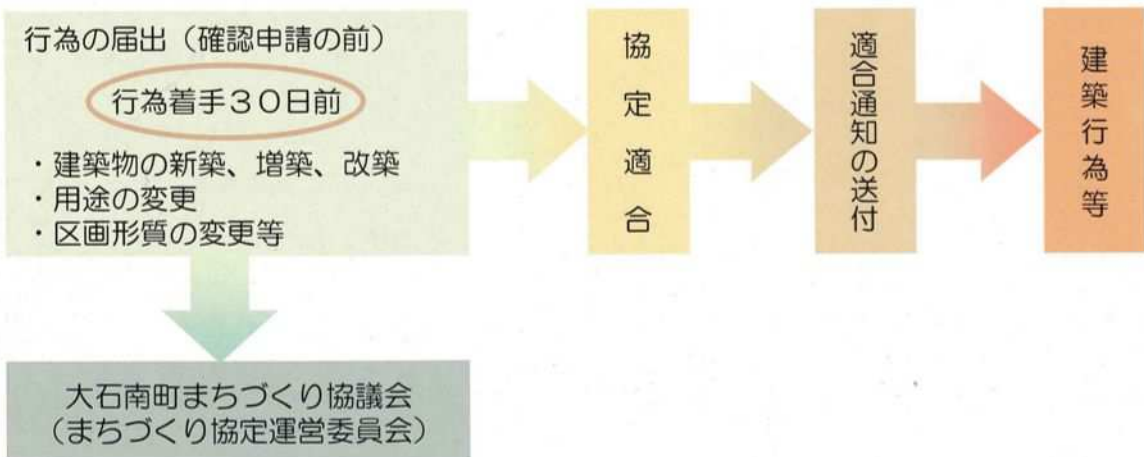 行為の届出（確認申請の前）
行為着手３０日前
・建築物の新築、増築、改築
・用途の変更
・区画形質の変更等
協定適合
適合通知の送付
建築行為等
大石南町まちづくり協議会
（まちづくり協定運営委員会）